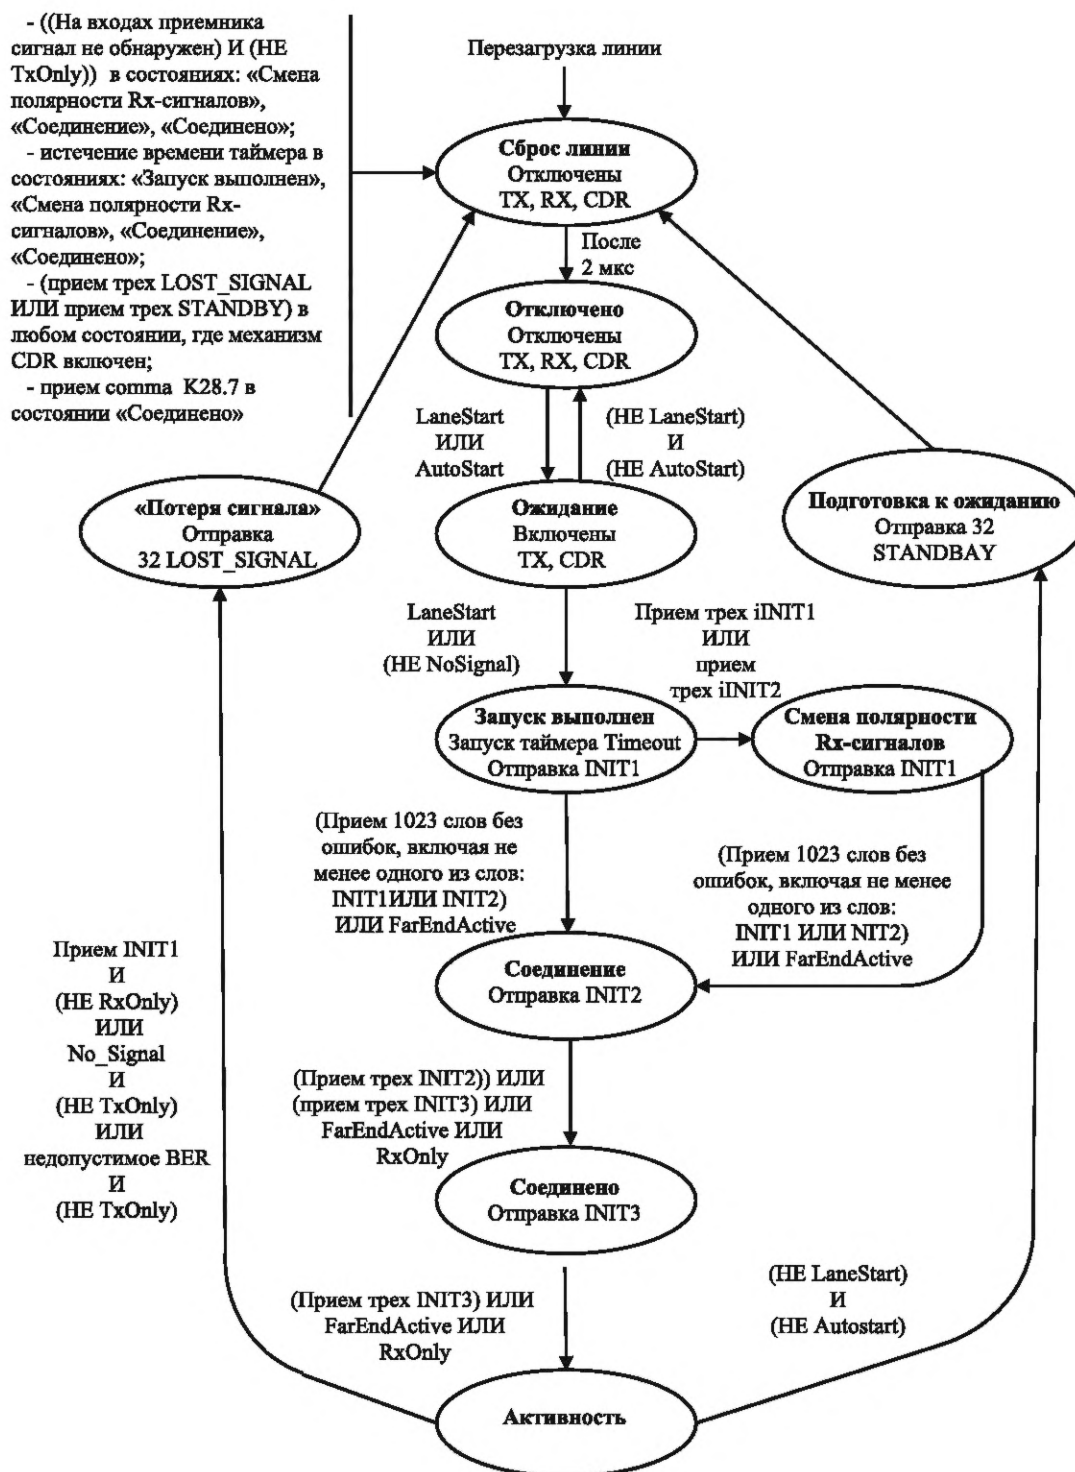 - ((На входах приемника
сигнал не обнаружен) И (НЕ
TxOnly)) в состояниях: «Смена
полярности Rx-сигналов»,
«Соединение», «Соединено»;
- истечение времени таймера в
состояниях: «Запуск выполнен»,
«Смена полярности Rx-
сигналов», «Соединение»,
«Соединено»;
- (прием трех LOST_SIGNAL
ИЛИ прием трех STANDBY) в
любом состоянии, где механизм
CDR включен;
- прием comma K28.7 в
состоянии «Соединено»
Перезагрузка линии
Сброс линии
Отключены
TX, RX, CDR
После
2 мкс
Отключено
Отключены
TX, RX, CDR
LaneStart
ИЛИ
AutoStart
(НЕ LaneStart)
И
(НЕ AutoStart)
«Потеря сигнала»
Отправка
32 LOST_SIGNAL
Ожидание
Включены
TX, CDR
Подготовка к ожиданию
Отправка 32
STANDBAY
LaneStart
ИЛИ
(НЕ NoSignal)
Прием трех iINIT1
ИЛИ
прием
трех iINIT2
Запуск выполнен
Запуск таймера Timeout
Отправка INIT1
Смена полярности
Rx-сигналов
Отправка INIT1
(Прием 1023 слов без
ошибок, включая не
менее одного из слов:
INIT1ИЛИ INIT2)
ИЛИ FarEndActive
(Прием 1023 слов без
ошибок, включая не менее
одного из слов:
INIT1 ИЛИ NIT2)
ИЛИ FarEndActive
Соединение
Отправка INIT2
Прием INIT1
И
(НЕ RxOnly)
ИЛИ
No_Signal
И
(НЕ TxOnly)
ИЛИ
недопустимое BER
И
(НЕ TxOnly)
(Прием трех INIT2)) ИЛИ
(прием трех INIT3) ИЛИ
FarEndActive ИЛИ
RxOnly
Соединено
Отправка INIT3
(Прием трех INIT3) ИЛИ
FarEndActive ИЛИ
RxOnly
(НЕ LaneStart)
И
(НЕ Autostart)
Активность